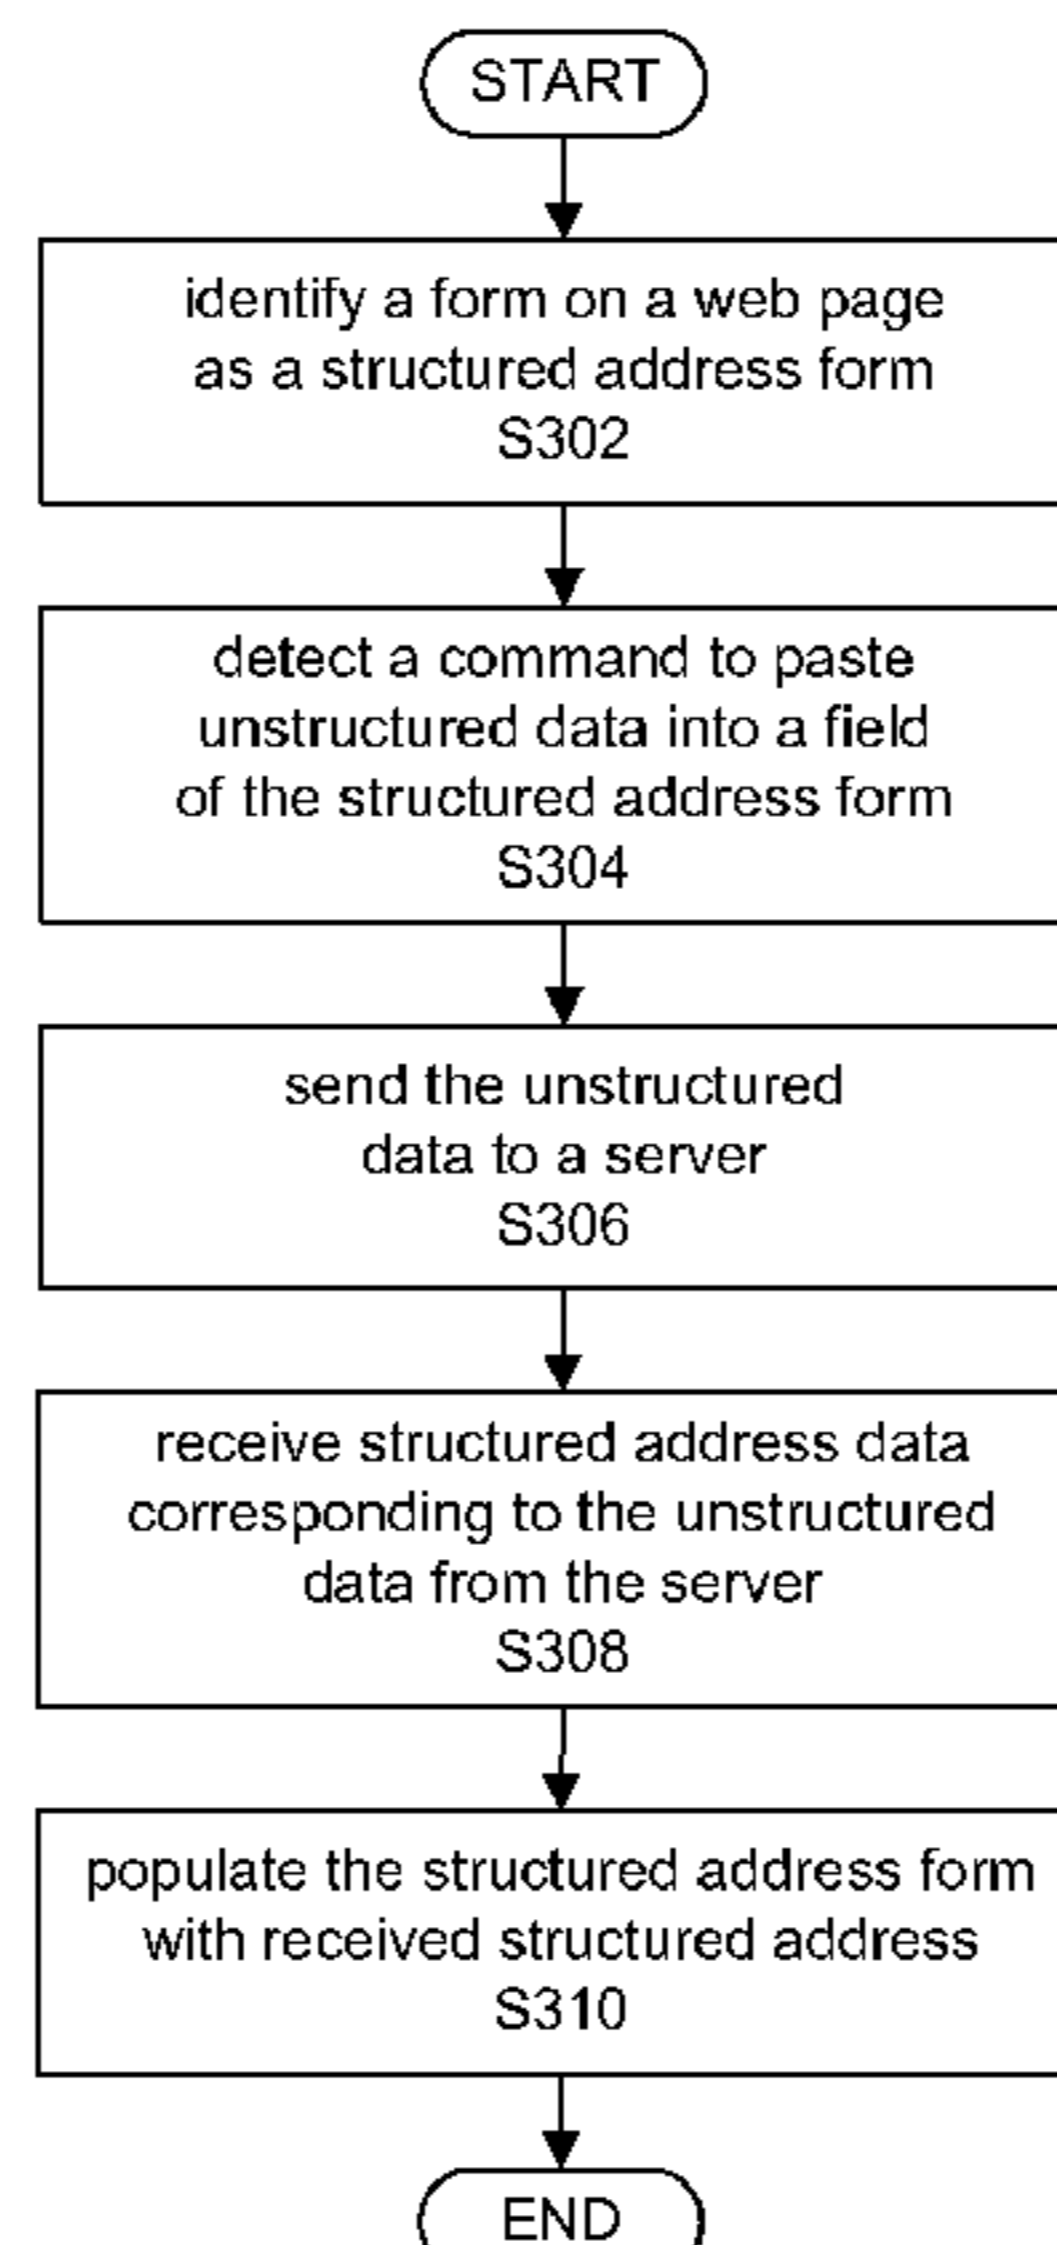 START
identify a form on a web page
as a structured address form
S302
detect a command to paste
unstructured data into a field
of the structured address form
S304
send the unstructured
data to a server
S306
receive structured address data
corresponding to the unstructured
data from the server
S308
populate the structured address form
with received structured address
S310
END